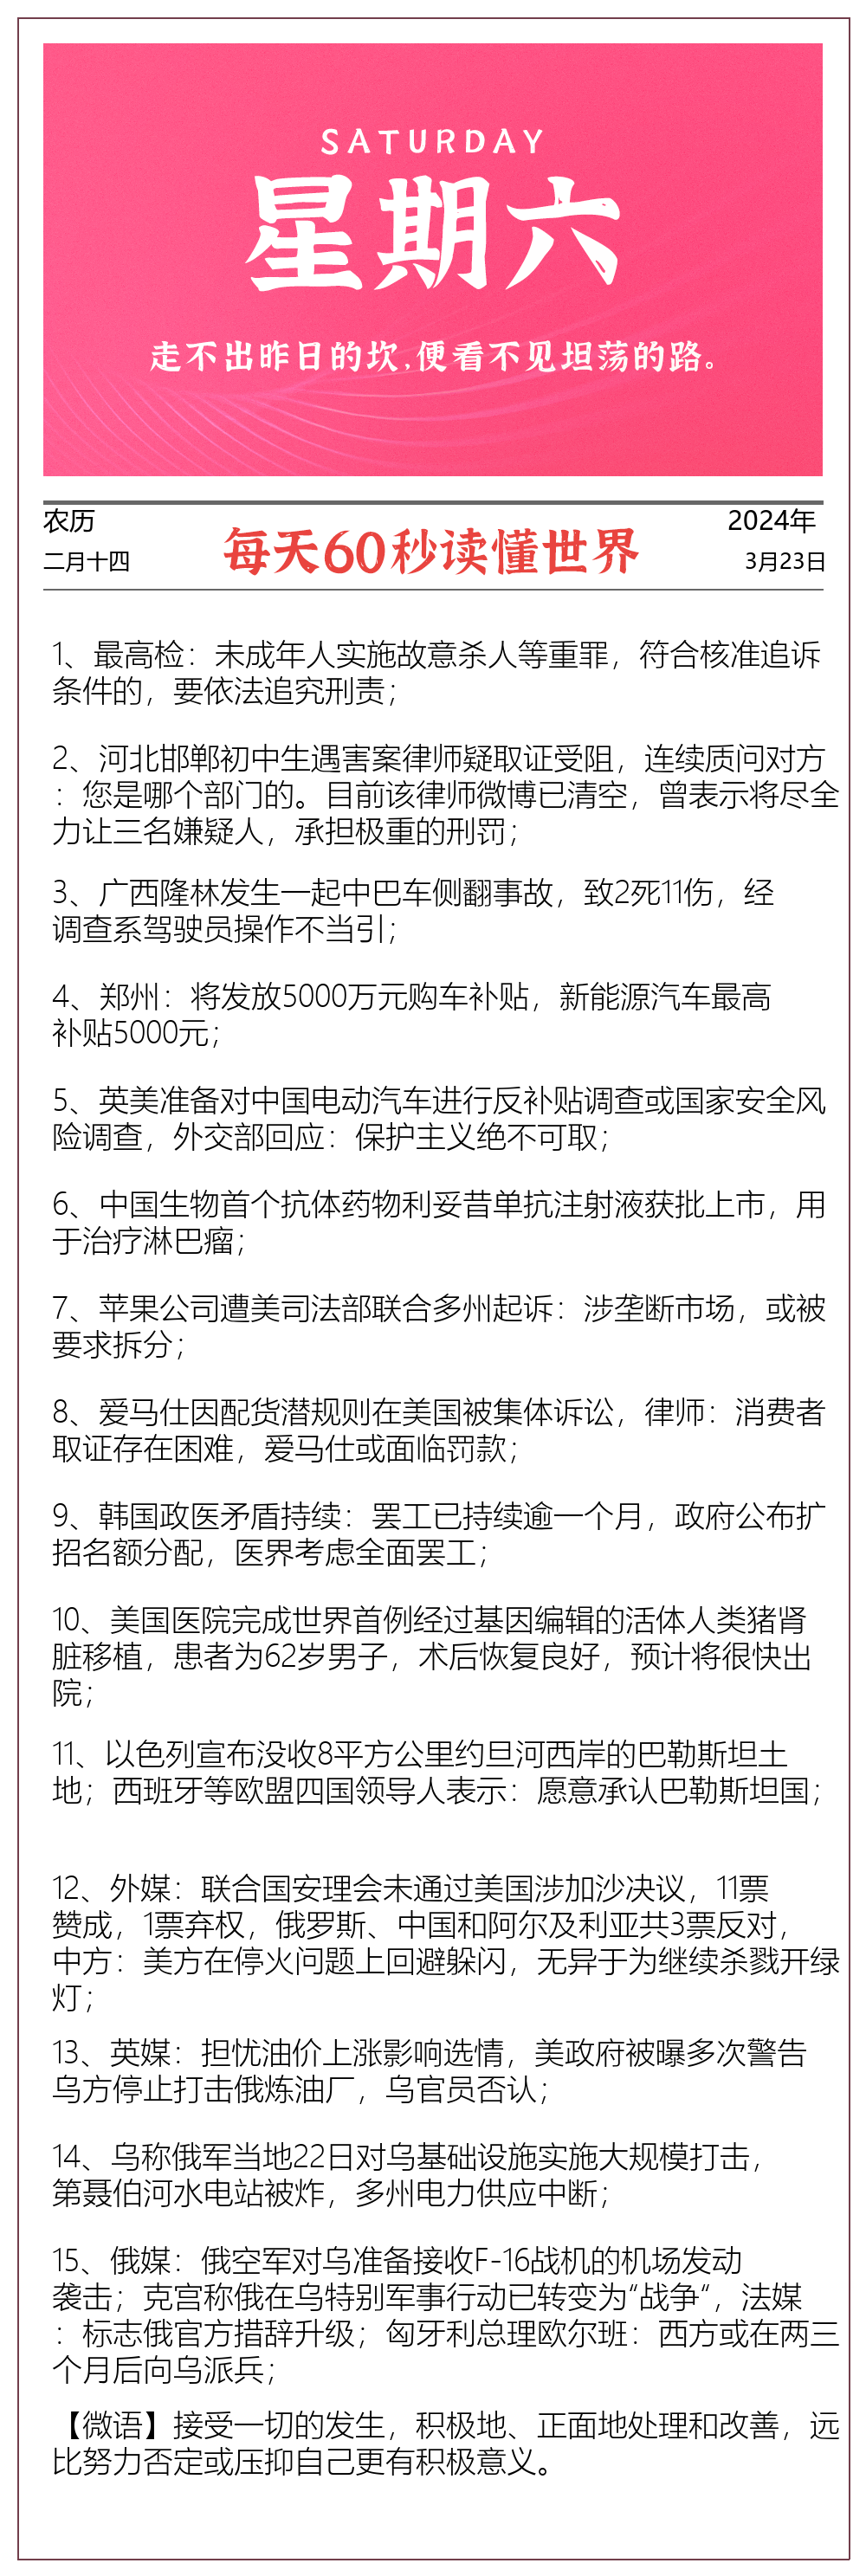 SATURDAY
星期六
走不出昨日的坎,便看不见坦荡的路。
农历
二月十四
每天60秒读懂世界
2024年
3月23日
1、最高检：未成年人实施故意杀人等重罪，符合核准追诉
条件的，要依法追究刑责；
2、河北邯郸初中生遇害案律师疑取证受阻，连续质问对方
：您是哪个部门的。目前该律师微博已清空，曾表示将尽全
力让三名嫌疑人，承担极重的刑罚；
3、广西隆林发生一起中巴车侧翻事故，致2死11伤，经
调查系驾驶员操作不当引；
4、郑州：将发放5000万元购车补贴，新能源汽车最高
补贴5000元；
5、英美准备对中国电动汽车进行反补贴调查或国家安全风
险调查，外交部回应：保护主义绝不可取；
6、中国生物首个抗体药物利妥昔单抗注射液获批上市，用
于治疗淋巴瘤；
7、苹果公司遭美司法部联合多州起诉：涉垄断市场，或被
要求拆分；
8、爱马仕因配货潜规则在美国被集体诉讼，律师：消费者
取证存在困难，爱马仕或面临罚款；
9、韩国政医矛盾持续：罢工已持续逾一个月，政府公布扩
招名额分配，医界考虑全面罢工；
10、美国医院完成世界首例经过基因编辑的活体人类猪肾
脏移植，患者为62岁男子，术后恢复良好，预计将很快出
院；
11、以色列宣布没收8平方公里约旦河西岸的巴勒斯坦土
地；西班牙等欧盟四国领导人表示：愿意承认巴勒斯坦国；
12、外媒：联合国安理会未通过美国涉加沙决议，11票
赞成，1票弃权，俄罗斯、中国和阿尔及利亚共3票反对，
中方：美方在停火问题上回避躲闪，无异于为继续杀戮开绿
灯；
13、英媒：担忧油价上涨影响选情，美政府被曝多次警告
乌方停止打击俄炼油厂，乌官员否认；
14、乌称俄军当地22日对乌基础设施实施大规模打击，
第聂伯河水电站被炸，多州电力供应中断；
15、俄媒：俄空军对乌准备接收F-16战机的机场发动
袭击；克宫称俄在乌特别军事行动已转变为“战争“，法媒
：标志俄官方措辞升级；匈牙利总理欧尔班：西方或在两三
个月后向乌派兵；
【微语】接受一切的发生，积极地、正面地处理和改善，远
比努力否定或压抑自己更有积极意义。